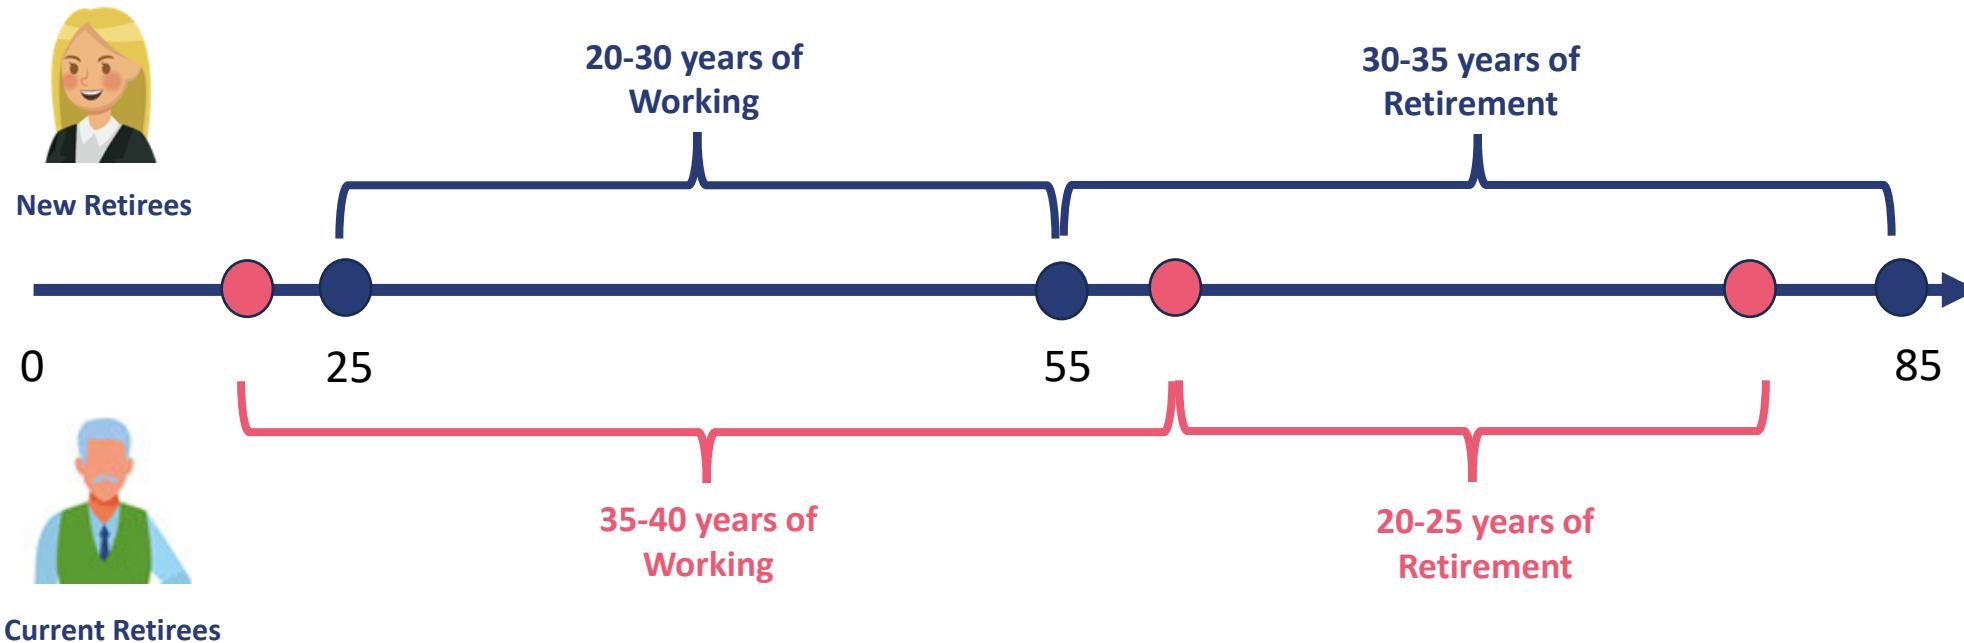 20-30 years of
Working
30-35 years of
Retirement
New Retirees
0
25
55
85
35-40 years of
Working
20-25 years of
Retirement
Current Retirees